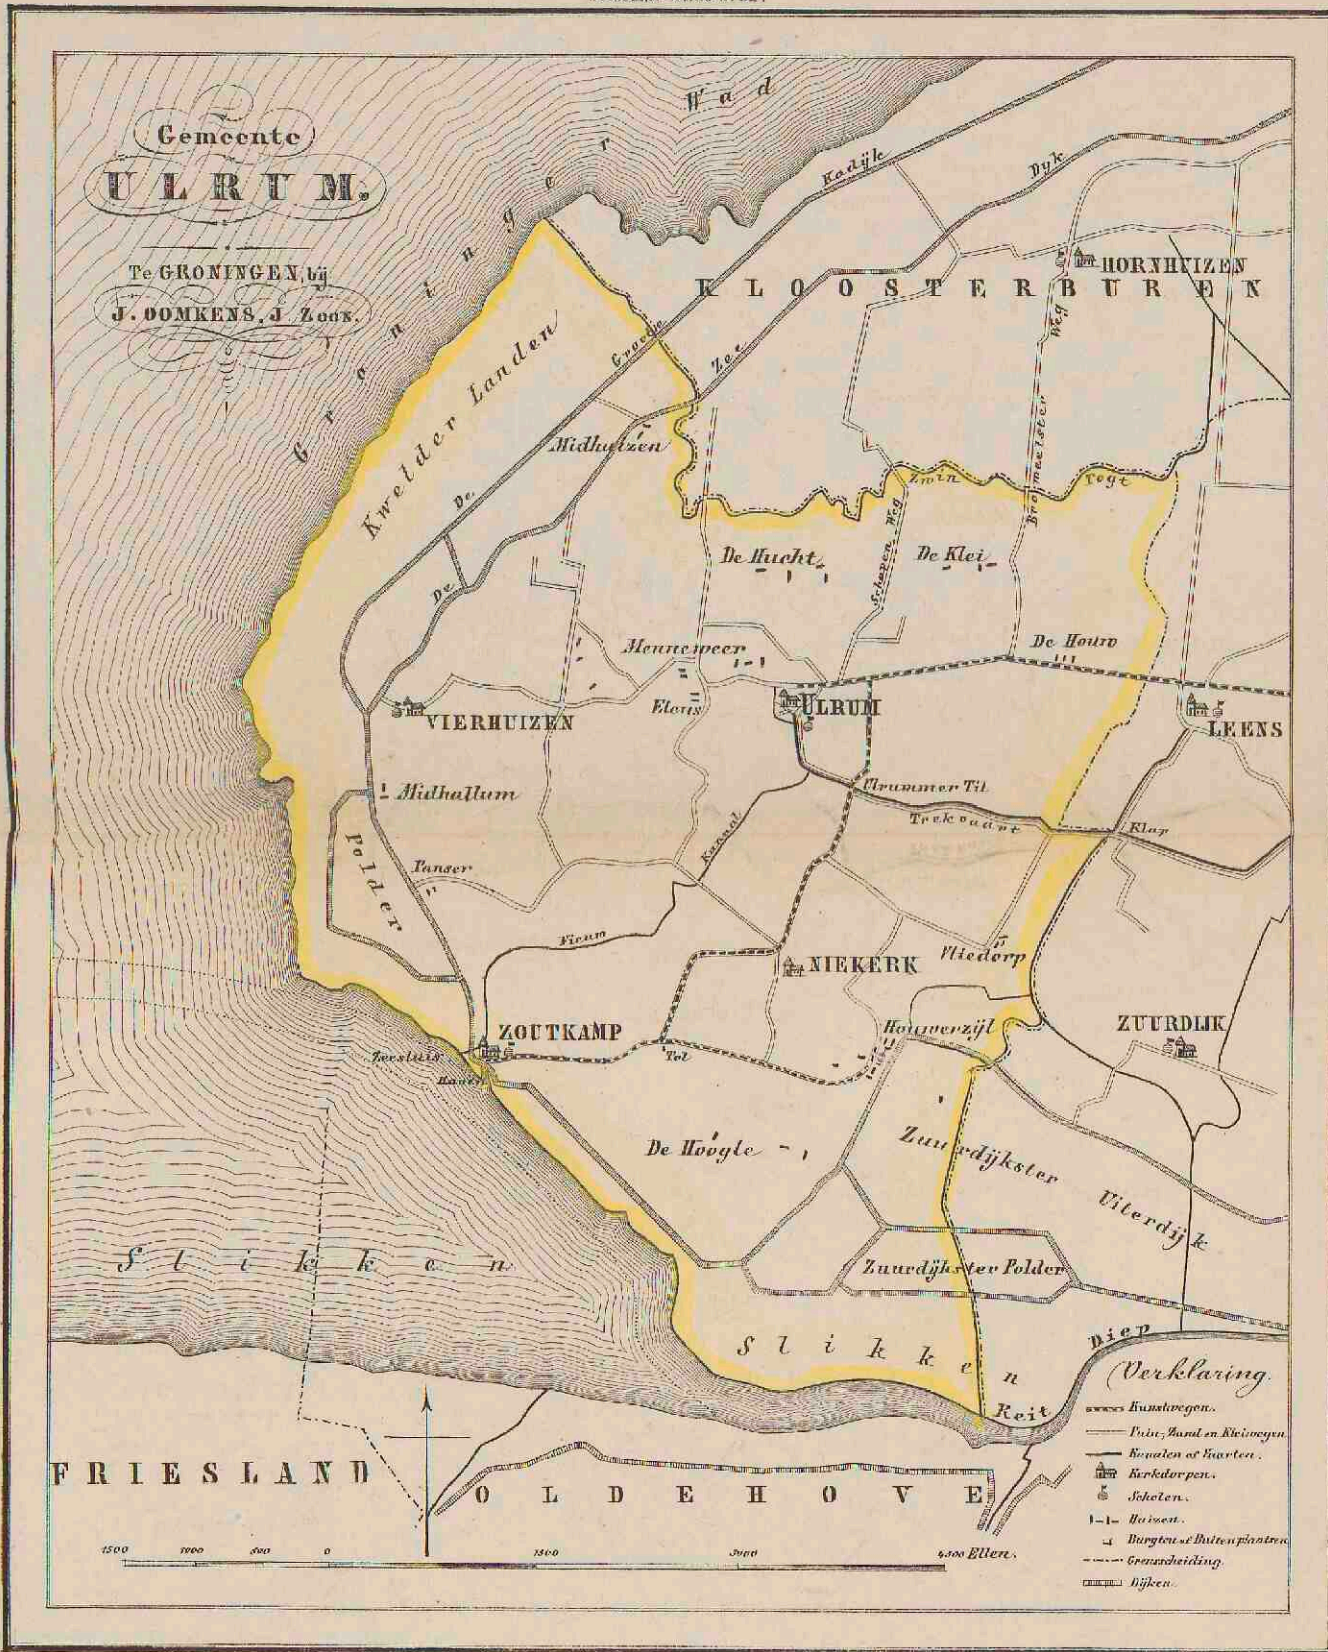 Gemeente
ULRUM.
Te GRONINGEN, bij
J. OOMKENS, J. Zoon.
Groninger Wad
Kwelder Landen
De Groote Kadijk
De Zee Dyk
KLOOSTERBUREN
HORNHUIZEN
Broomeelster Weg
Midhuizen
Zwin Togt
De Hucht
De Klei
Schapen Weg
Menneweer
De Houw
Elens
ULRUM
VIERHUIZEN
LEENS
Midhallum
Ulrummer Til
Trekvaart
Klap
Polder
Panser
Kanaal
Vliedorp
NIEKERK
ZOUTKAMP
Houwerzijl
ZUURDIJK
Zeesluis
Haven
Tol
De Hoogte
Zuurdijkster Uiterdijk
Zuurdijkster Polder
Slikken
Slikken
Reit Diep
FRIESLAND
OLDEHOVE
Verklaring.
Kunstwegen.
Puin, Zand en Kleiwegen
Kanalen of Vaarten.
Kerkdorpen.
Scholen.
Huizen.
Burgten of Buitenplaatsen
Grensscheiding.
Dijken.
1500 1000 500 0 1500 3000 4500 Ellen.